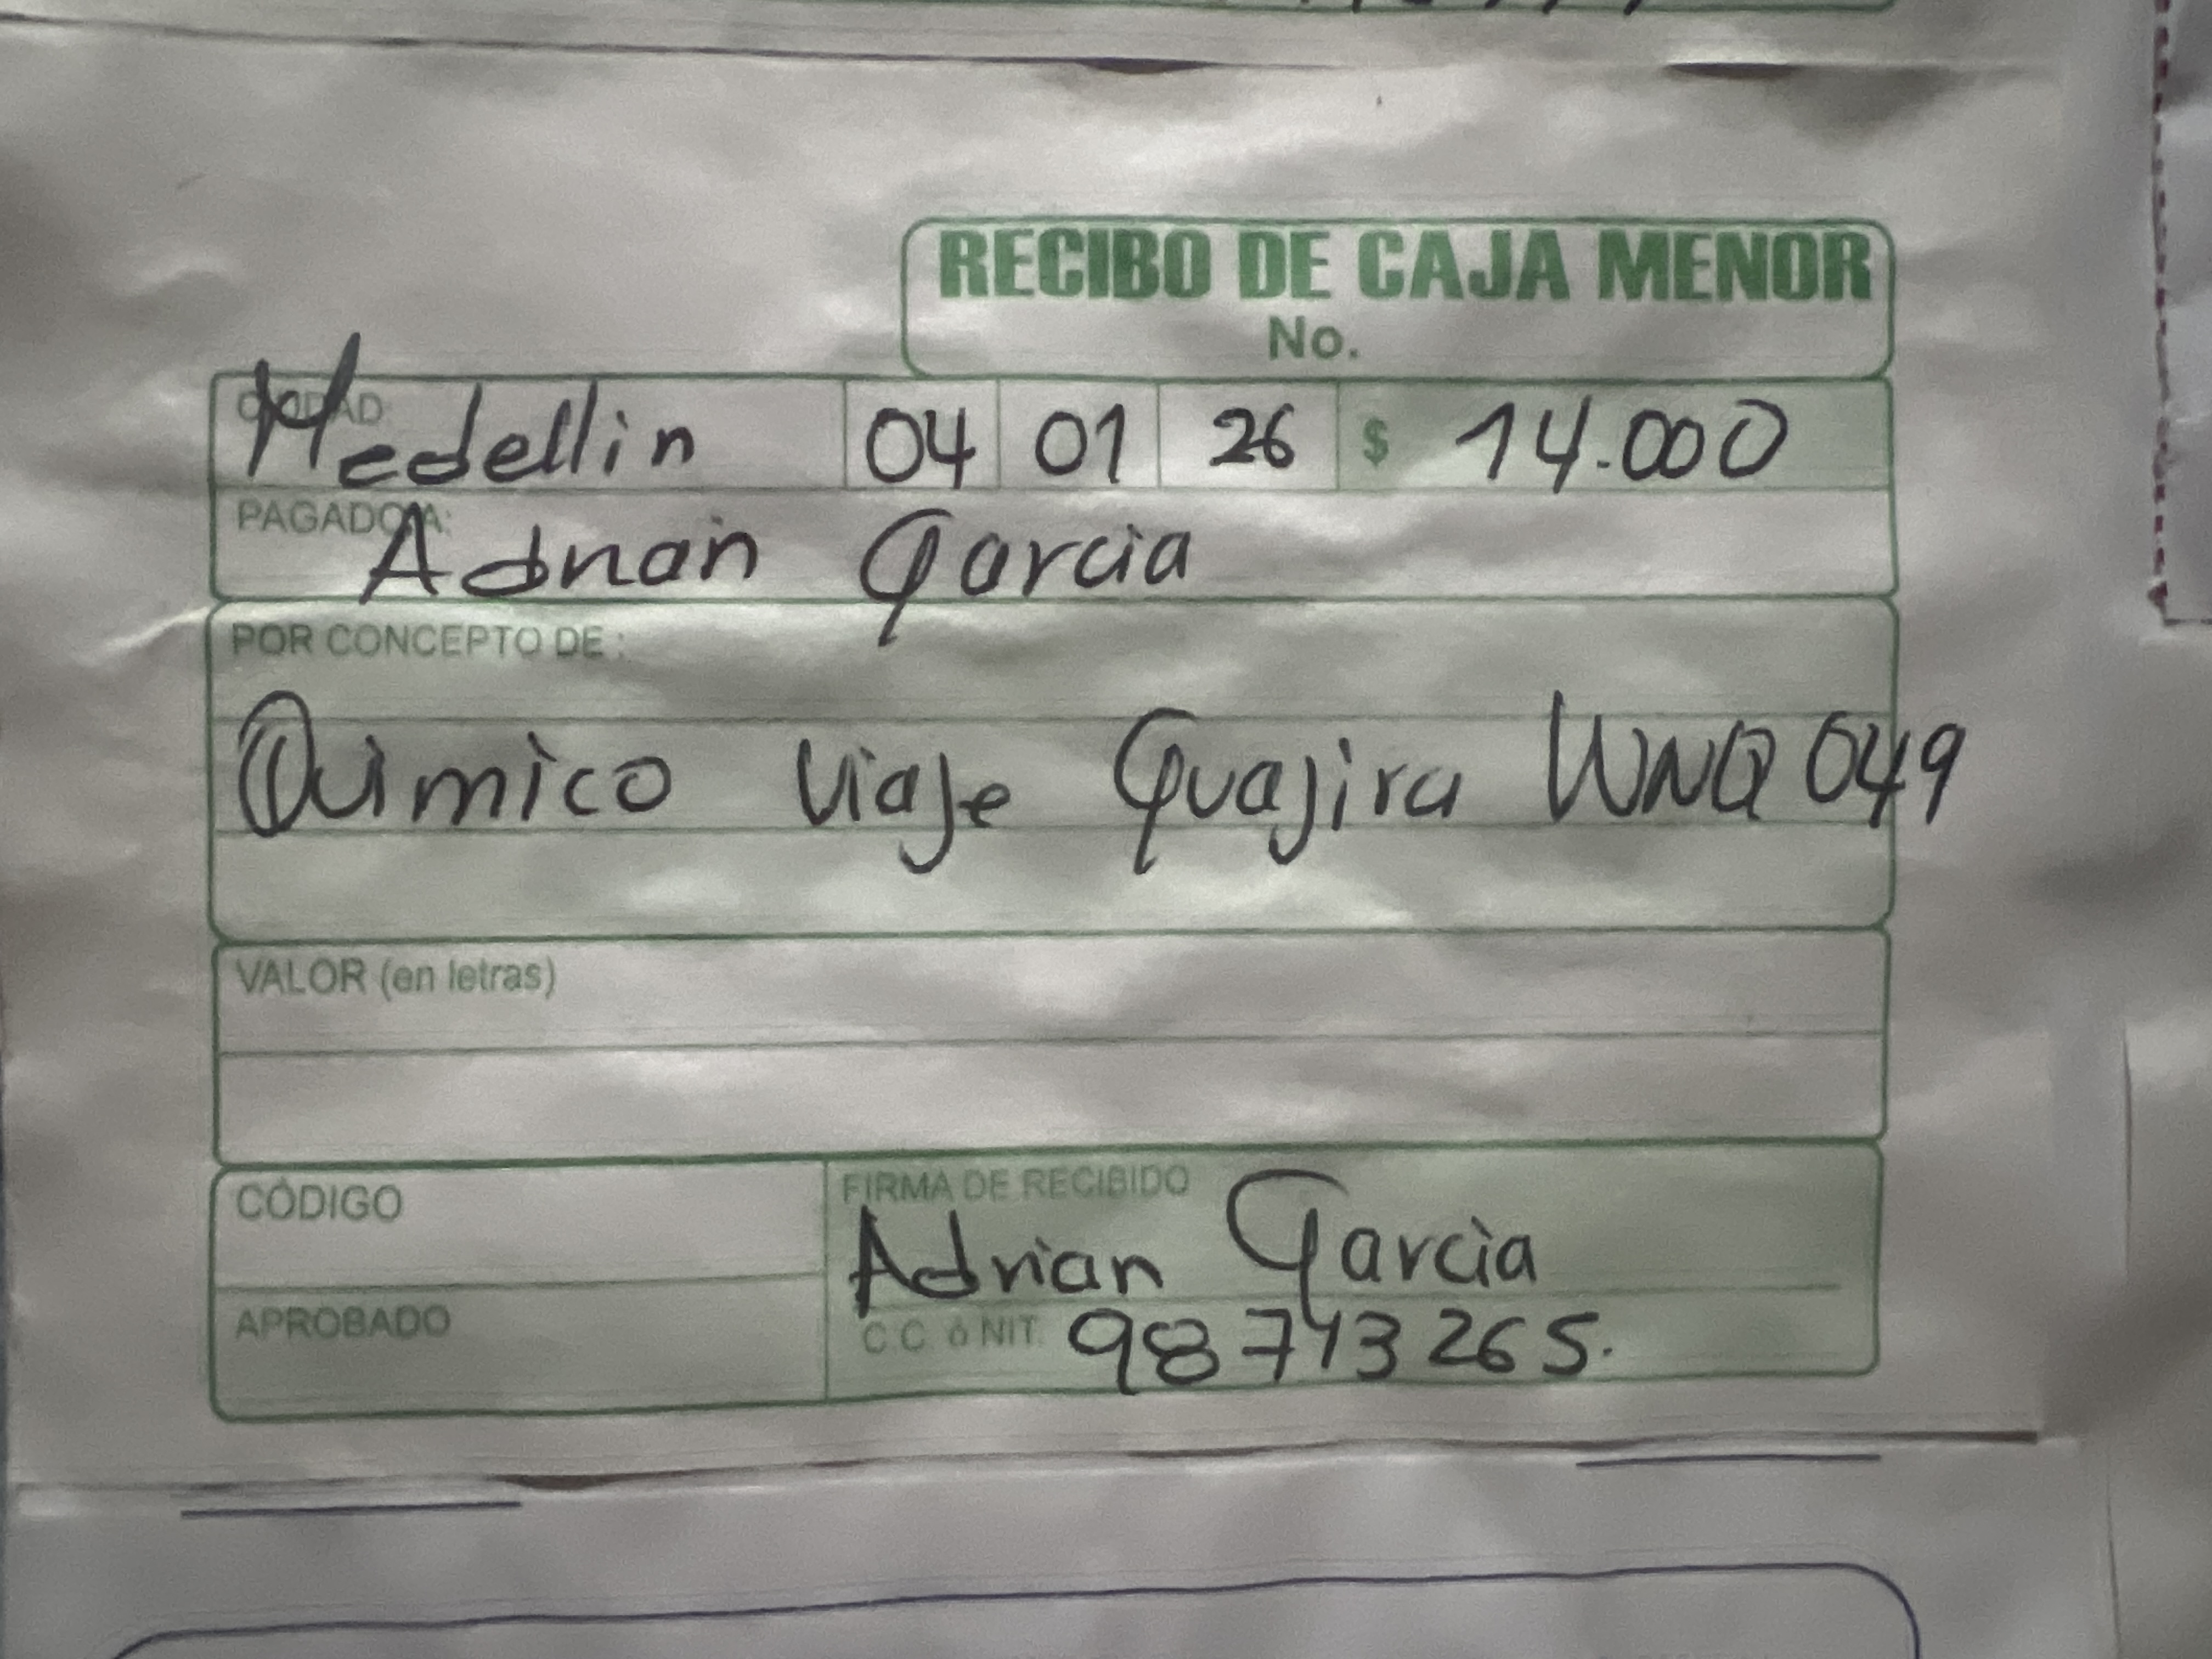 RECIBO DE CAJA MENOR
No.
CIUDAD
Medellin 04 01 26 $ 14.000
PAGADO A:
Adrian Garcia
POR CONCEPTO DE :
Quimico Viaje Guajira WNQ 049
VALOR (en letras)
CÓDIGO
FIRMA DE RECIBIDO
Adrian Garcia
APROBADO
C.C. ó NIT. 98743265.